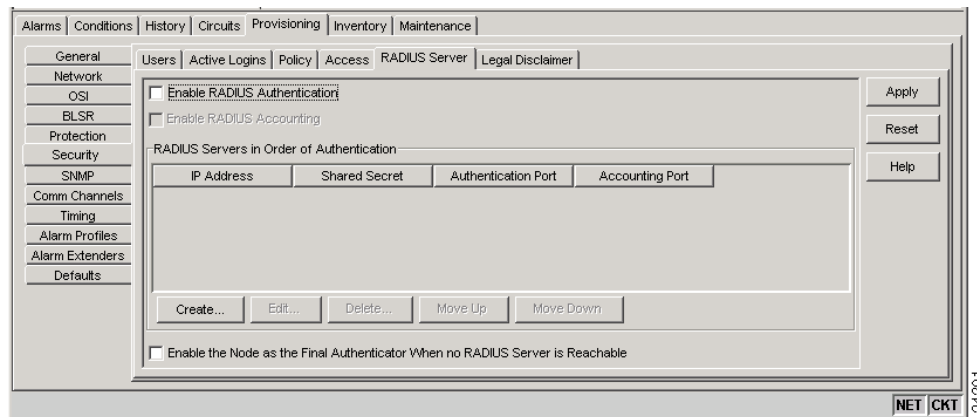 Alarms Conditions History Circuits Provisioning Inventory Maintenance
General
Network
OSI
BLSR
Protection
Security
SNMP
Comm Channels
Timing
Alarm Profiles
Alarm Extenders
Defaults
Users Active Logins Policy Access RADIUS Server Legal Disclaimer
Enable RADIUS Authentication
Enable RADIUS Accounting
RADIUS Servers in Order of Authentication
IP Address Shared Secret Authentication Port Accounting Port
Create... Edit... Delete... Move Up Move Down
Enable the Node as the Final Authenticator When no RADIUS Server is Reachable
Apply
Reset
Help
NET CKT